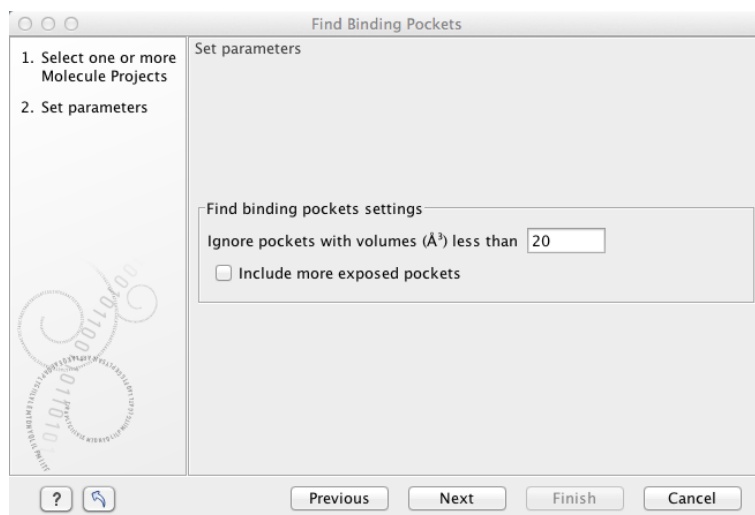 Find Binding Pockets
1. Select one or more
Molecule Projects
2. Set parameters
Set parameters
Find binding pockets settings
Ignore pockets with volumes (Å³) less than 20
Include more exposed pockets
?
Previous
Next
Finish
Cancel